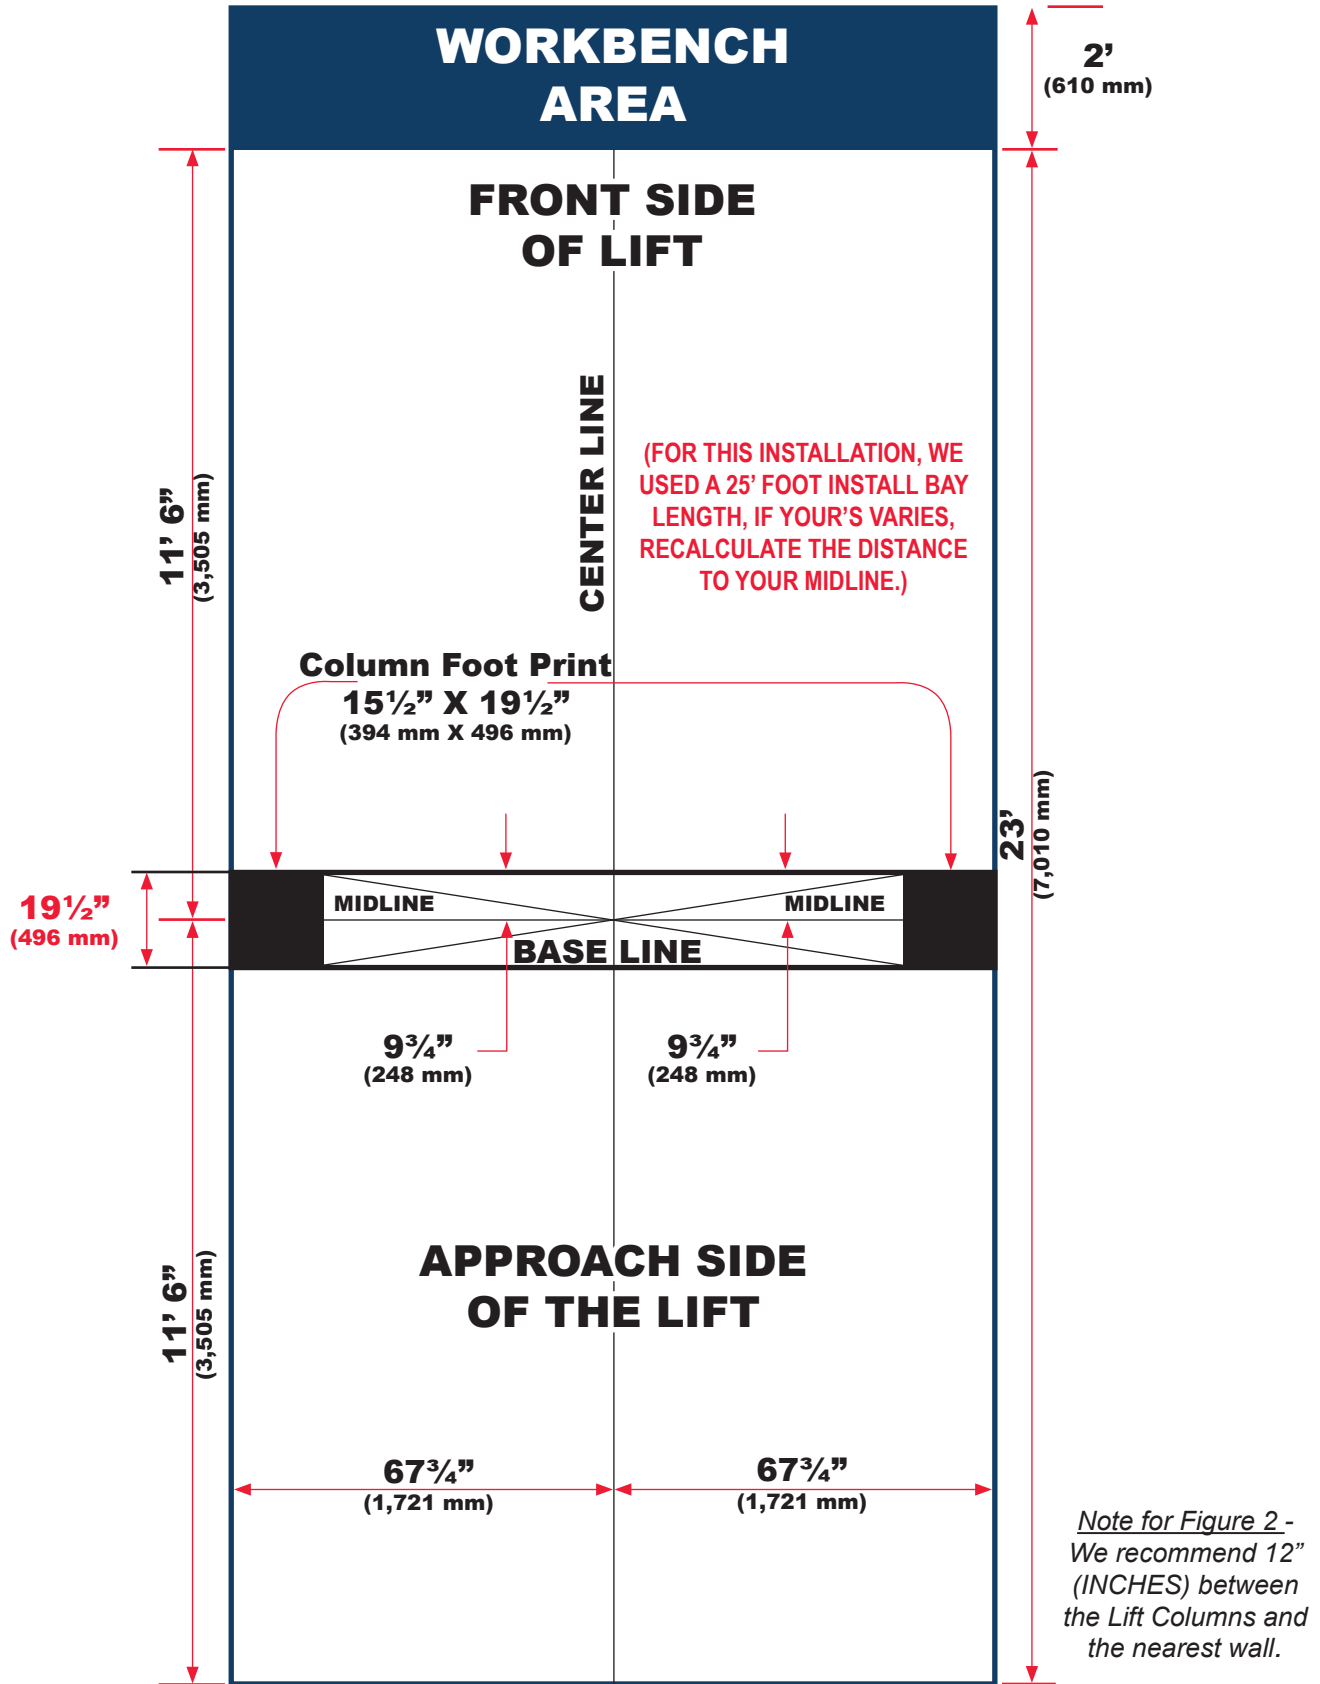 WORKBENCH
AREA
2’
(610 mm)
FRONT SIDE
OF LIFT
CENTER LINE
(FOR THIS INSTALLATION, WE
USED A 25’ FOOT INSTALL BAY
LENGTH, IF YOUR’S VARIES,
RECALCULATE THE DISTANCE
TO YOUR MIDLINE.)
11’ 6”
(3,505 mm)
Column Foot Print
15½” X 19½”
(394 mm X 496 mm)
23’
(7,010 mm)
19½”
(496 mm)
MIDLINE
MIDLINE
BASE LINE
9¾”
(248 mm)
9¾”
(248 mm)
APPROACH SIDE
OF THE LIFT
11’ 6”
(3,505 mm)
67¾”
(1,721 mm)
67¾”
(1,721 mm)
Note for Figure 2 -
We recommend 12”
(INCHES) between
the Lift Columns and
the nearest wall.